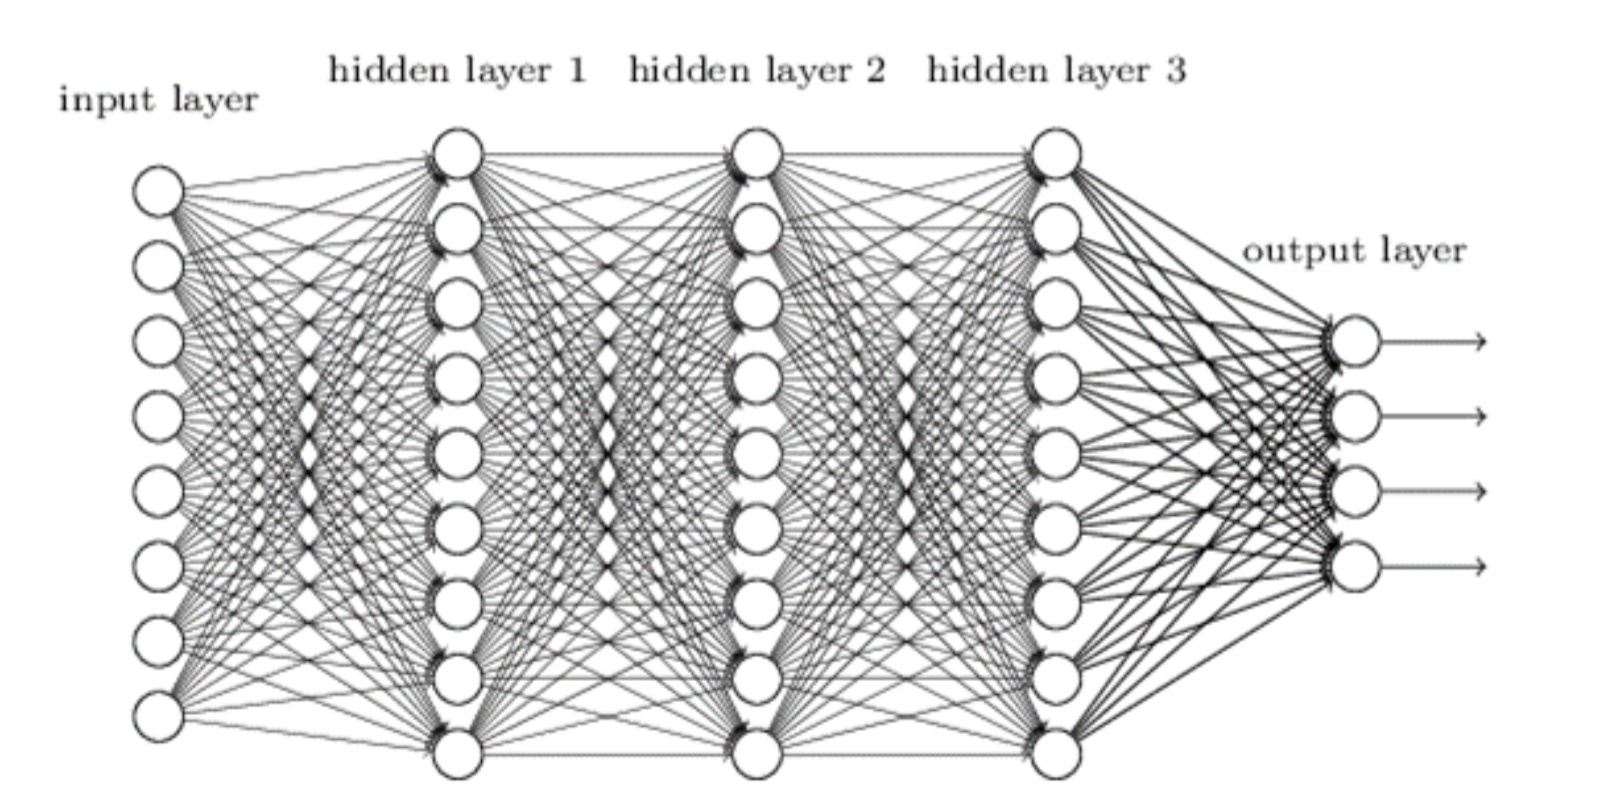 input layer
hidden layer 1
hidden layer 2
hidden layer 3
output layer